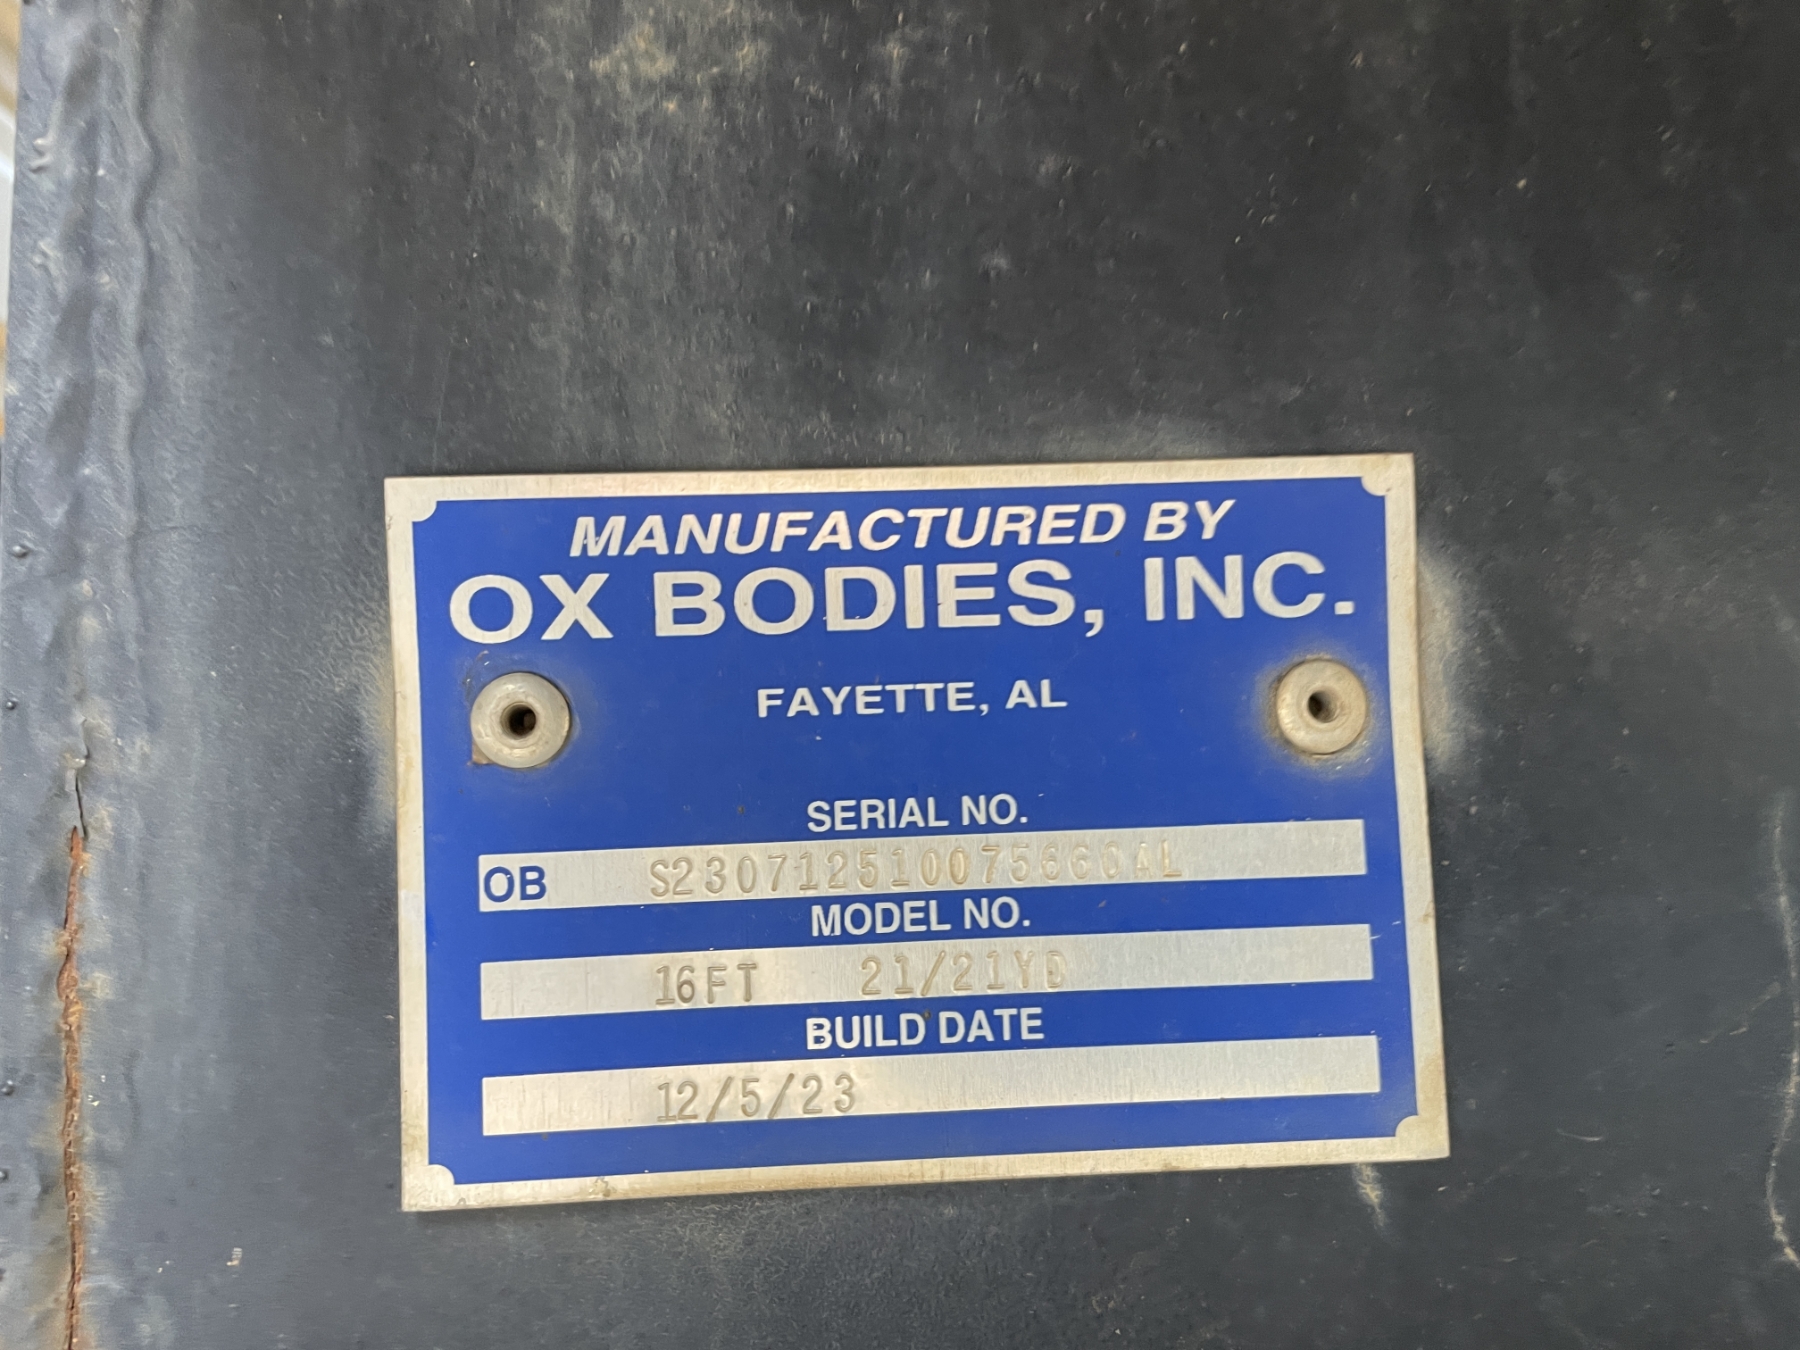 MANUFACTURED BY
OX BODIES, INC.
FAYETTE, AL
SERIAL NO.
OB S230712510075660AL
MODEL NO.
16FT 21/21YD
BUILD DATE
12/5/23